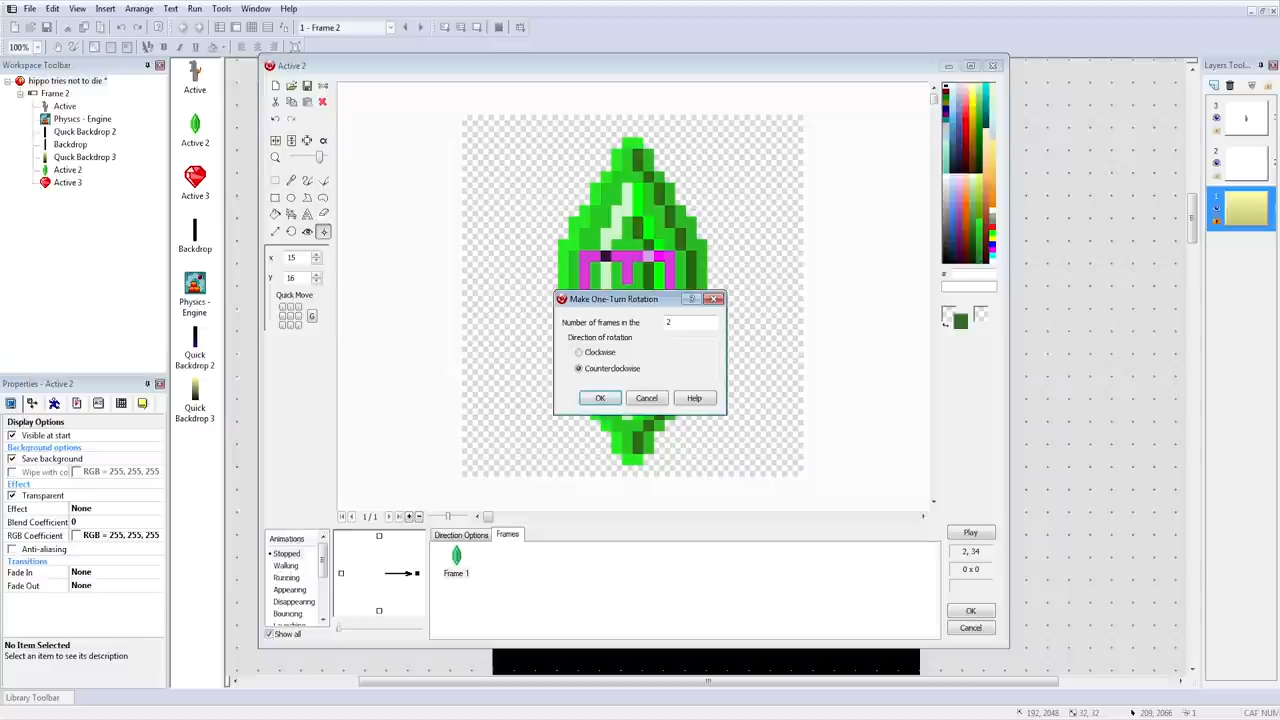 File Edit View Insert Arrange Text Run Tools Window Help
1 - Frame 2
100%
Workspace Toolbar
hippo tries not to die *
Frame 2
Active
Physics - Engine
Quick Backdrop 2
Backdrop
Quick Backdrop 3
Active 2
Active 3
Active
Active 2
Active 3
Backdrop
Physics -
Engine
Quick
Backdrop 2
Quick
Backdrop 3
Active 2
x 15
y 16
Quick Move
G
Make One-Turn Rotation
Number of frames in the 2
Direction of rotation
Clockwise
Counterclockwise
OK Cancel Help
#
1 / 1
Animations
Stopped
Walking
Running
Appearing
Disappearing
Bouncing
Show all
Direction Options Frames
Frame 1
Play
2, 34
0 x 0
OK
Cancel
Layers Tool...
3
2
1
Properties - Active 2
Display Options
Visible at start
Background options
Save background
Wipe with co RGB = 255, 255, 255
Effect
Transparent
Effect None
Blend Coefficient 0
RGB Coefficient RGB = 255, 255, 255
Anti-aliasing
Transitions
Fade In None
Fade Out None
No Item Selected
Select an item to see its description
Library Toolbar
192, 2048 32, 32 209, 2066 1 CAF NUM